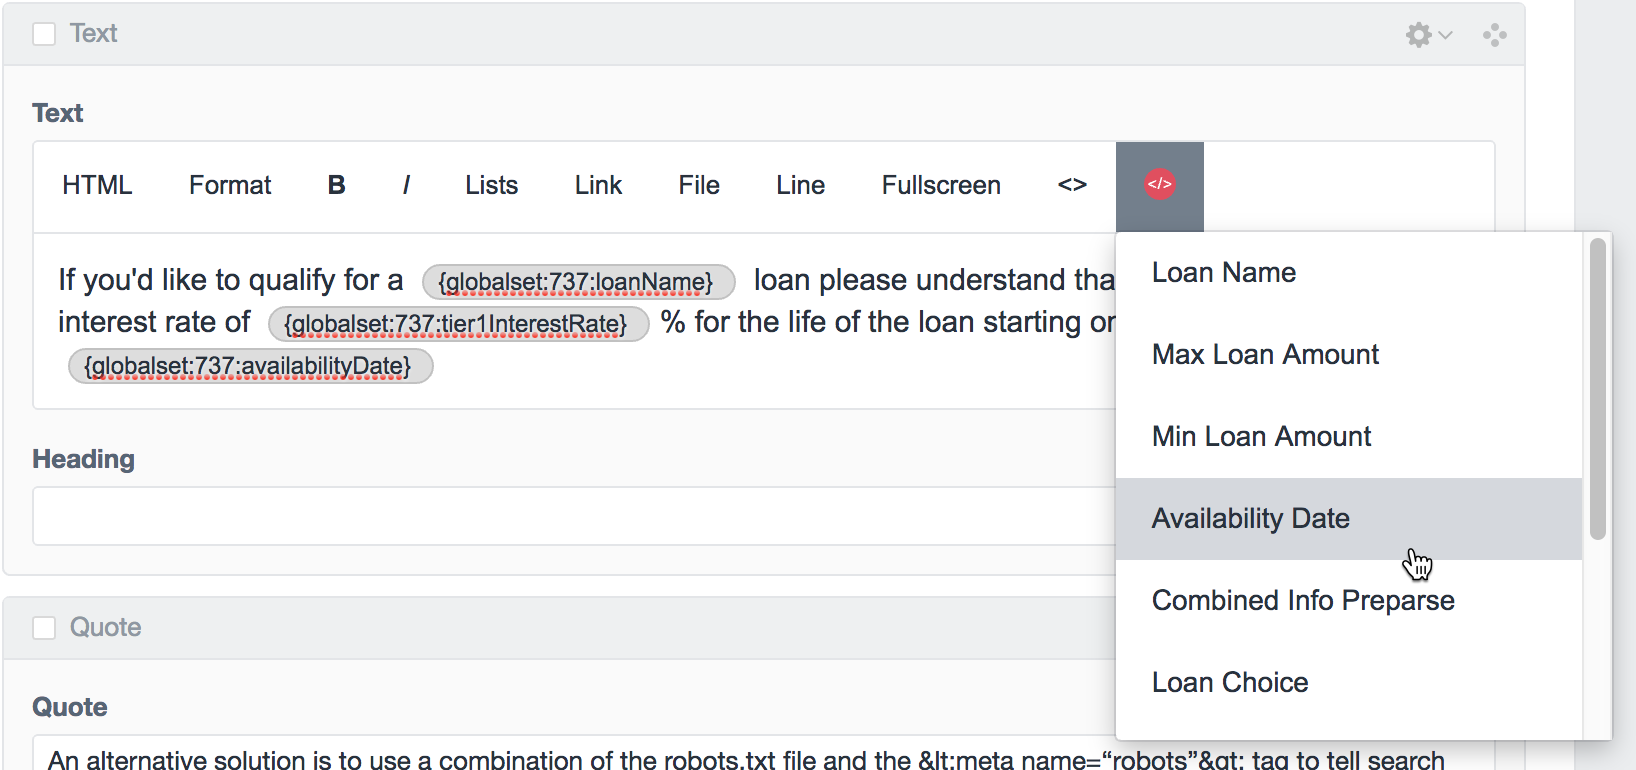 Text
Text
HTML Format B I Lists Link File Line Fullscreen <> </>
If you'd like to qualify for a {globalset:737:loanName} loan please understand tha
interest rate of {globalset:737:tier1InterestRate} % for the life of the loan starting or
{globalset:737:availabilityDate}
Loan Name
Max Loan Amount
Min Loan Amount
Availability Date
Combined Info Preparse
Loan Choice
Heading
Quote
Quote
An alternative solution is to use a combination of the robots.txt file and the &lt;meta name=“robots”&gt; tag to tell search